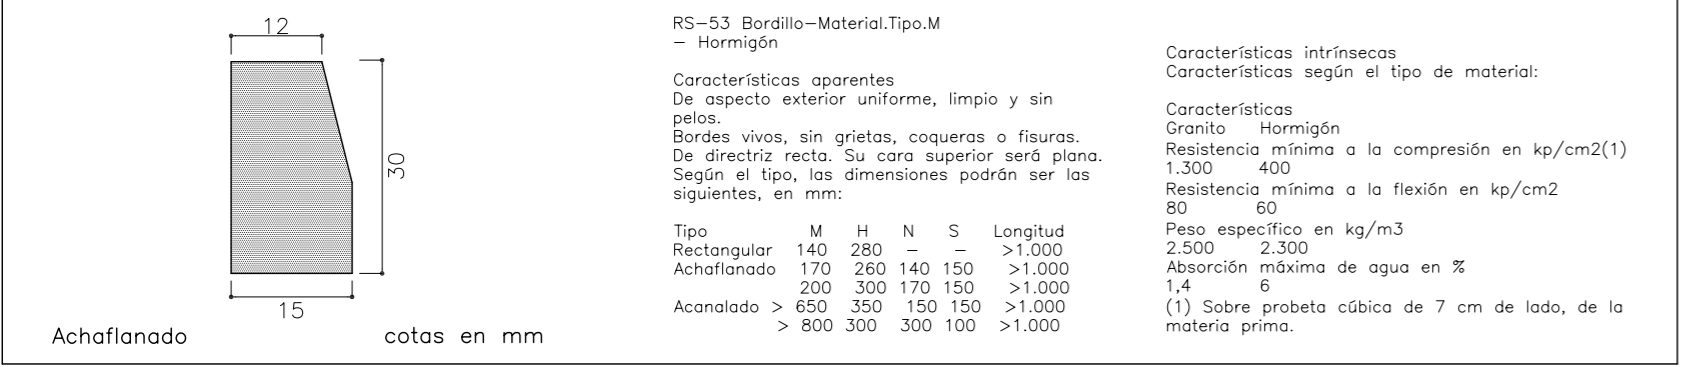 12
30
15
Achaflanado
cotas en mm
RS-53 Bordillo-Material.Tipo.M
- Hormigón
Características aparentes
De aspecto exterior uniforme, limpio y sin
pelos.
Bordes vivos, sin grietas, coqueras o fisuras.
De directriz recta. Su cara superior será plana.
Según el tipo, las dimensiones podrán ser las
siguientes, en mm:
Tipo M H N S Longitud
Rectangular 140 280 - - >1.000
Achaflanado 170 260 140 150 >1.000
200 300 170 150 >1.000
Acanalado > 650 350 150 150 >1.000
> 800 300 300 100 >1.000
Características intrínsecas
Características según el tipo de material:
Características
Granito Hormigón
Resistencia mínima a la compresión en kp/cm2(1)
1.300 400
Resistencia mínima a la flexión en kp/cm2
80 60
Peso específico en kg/m3
2.500 2.300
Absorción máxima de agua en %
1,4 6
(1) Sobre probeta cúbica de 7 cm de lado, de la
materia prima.